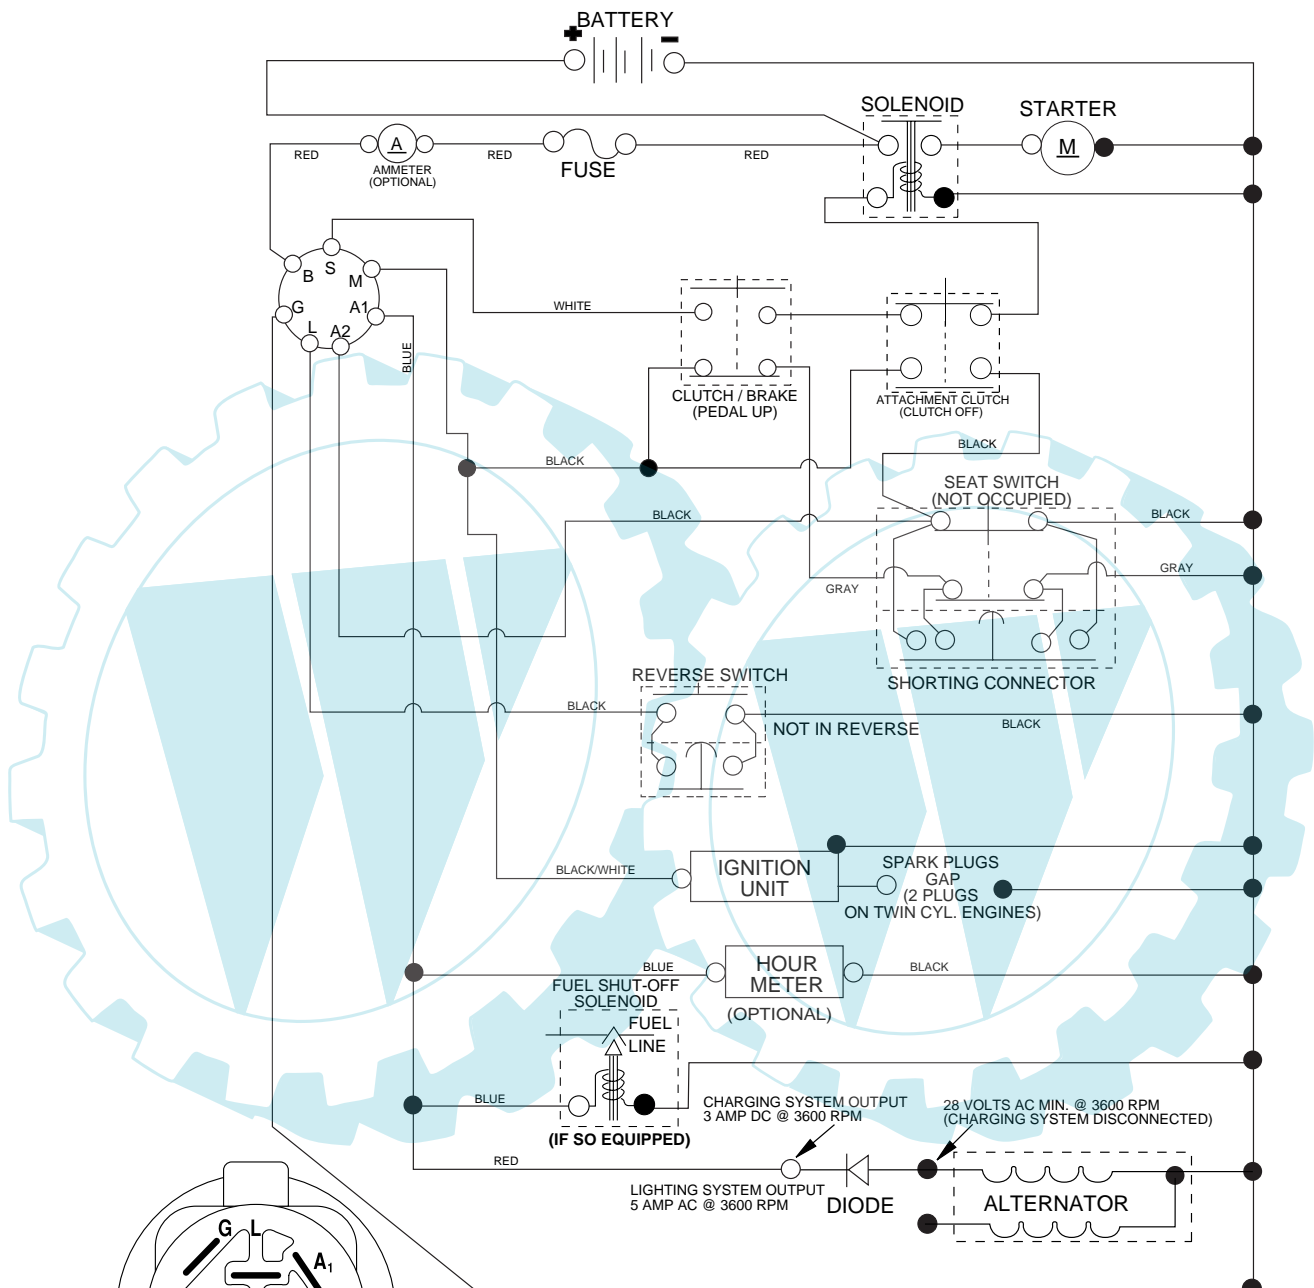 BATTERY
+ −
SOLENOID
STARTER
RED
A
RED
FUSE
RED
M
AMMETER
(OPTIONAL)
B
S
M
G
A1
L
A2
BLUE
WHITE
CLUTCH / BRAKE
(PEDAL UP)
ATTACHMENT CLUTCH
(CLUTCH OFF)
BLACK
BLACK
SEAT SWITCH
(NOT OCCUPIED)
BLACK
BLACK
GRAY
GRAY
SHORTING CONNECTOR
REVERSE SWITCH
BLACK
NOT IN REVERSE
BLACK
BLACK/WHITE
IGNITION
UNIT
SPARK PLUGS
GAP
(2 PLUGS
ON TWIN CYL. ENGINES)
BLUE
HOUR
METER
(OPTIONAL)
BLACK
FUEL SHUT-OFF
SOLENOID
FUEL
LINE
BLUE
(IF SO EQUIPPED)
CHARGING SYSTEM OUTPUT
3 AMP DC @ 3600 RPM
28 VOLTS AC MIN. @ 3600 RPM
(CHARGING SYSTEM DISCONNECTED)
RED
LIGHTING SYSTEM OUTPUT
5 AMP AC @ 3600 RPM
DIODE
ALTERNATOR
G L
A1